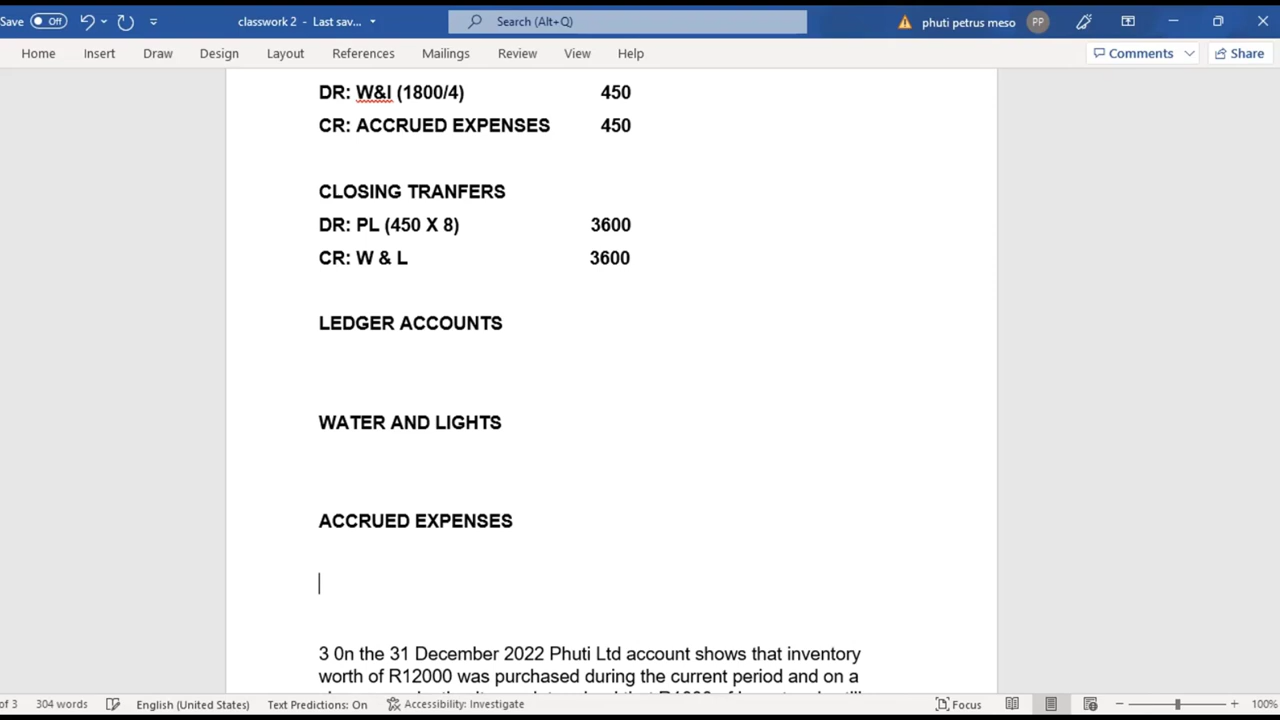 Save Off classwork 2 - Last sav... Search (Alt+Q) phuti petrus meso PP
Home Insert Draw Design Layout References Mailings Review View Help Comments Share
DR: W&I (1800/4) 450
CR: ACCRUED EXPENSES 450
CLOSING TRANFERS
DR: PL (450 X 8) 3600
CR: W & L 3600
LEDGER ACCOUNTS
WATER AND LIGHTS
ACCRUED EXPENSES
3 0n the 31 December 2022 Phuti Ltd account shows that inventory
worth of R12000 was purchased during the current period and on a
of 3 304 words English (United States) Text Predictions: On Accessibility: Investigate Focus 100%